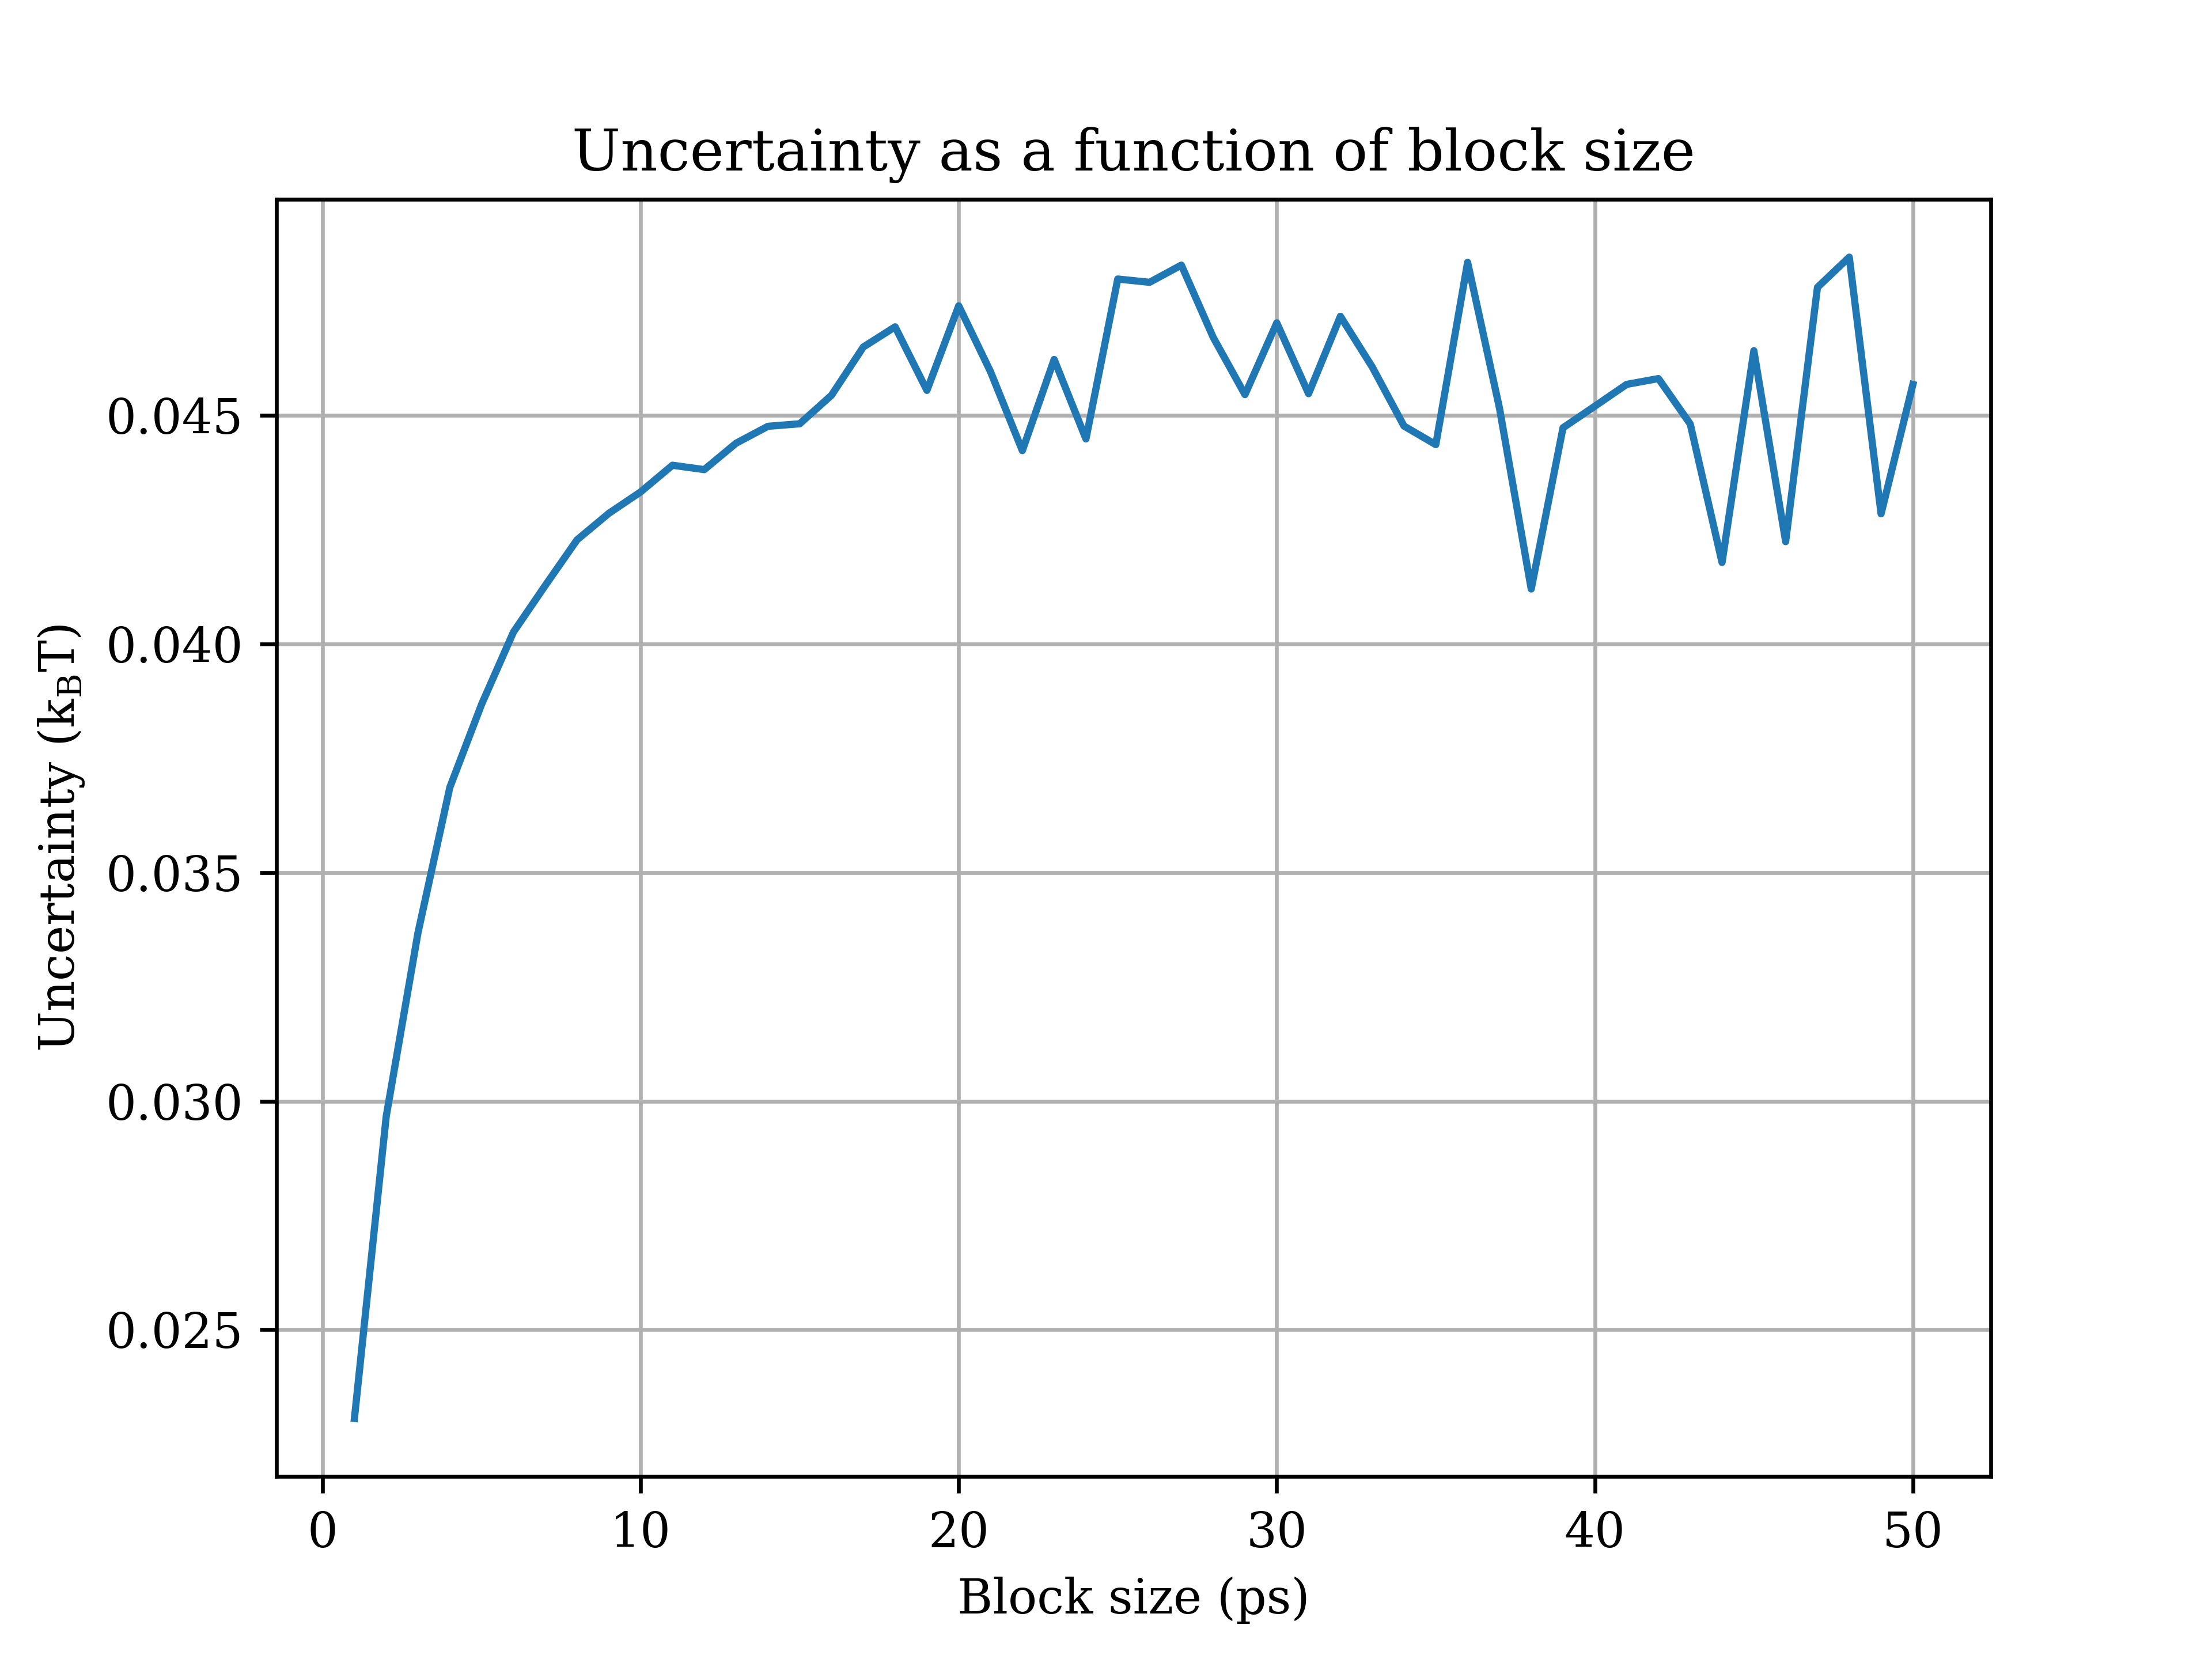 Uncertainty as a function of block size
Uncertainty (k_BT)
0.045
0.040
0.035
0.030
0.025
0 10 20 30 40 50
Block size (ps)